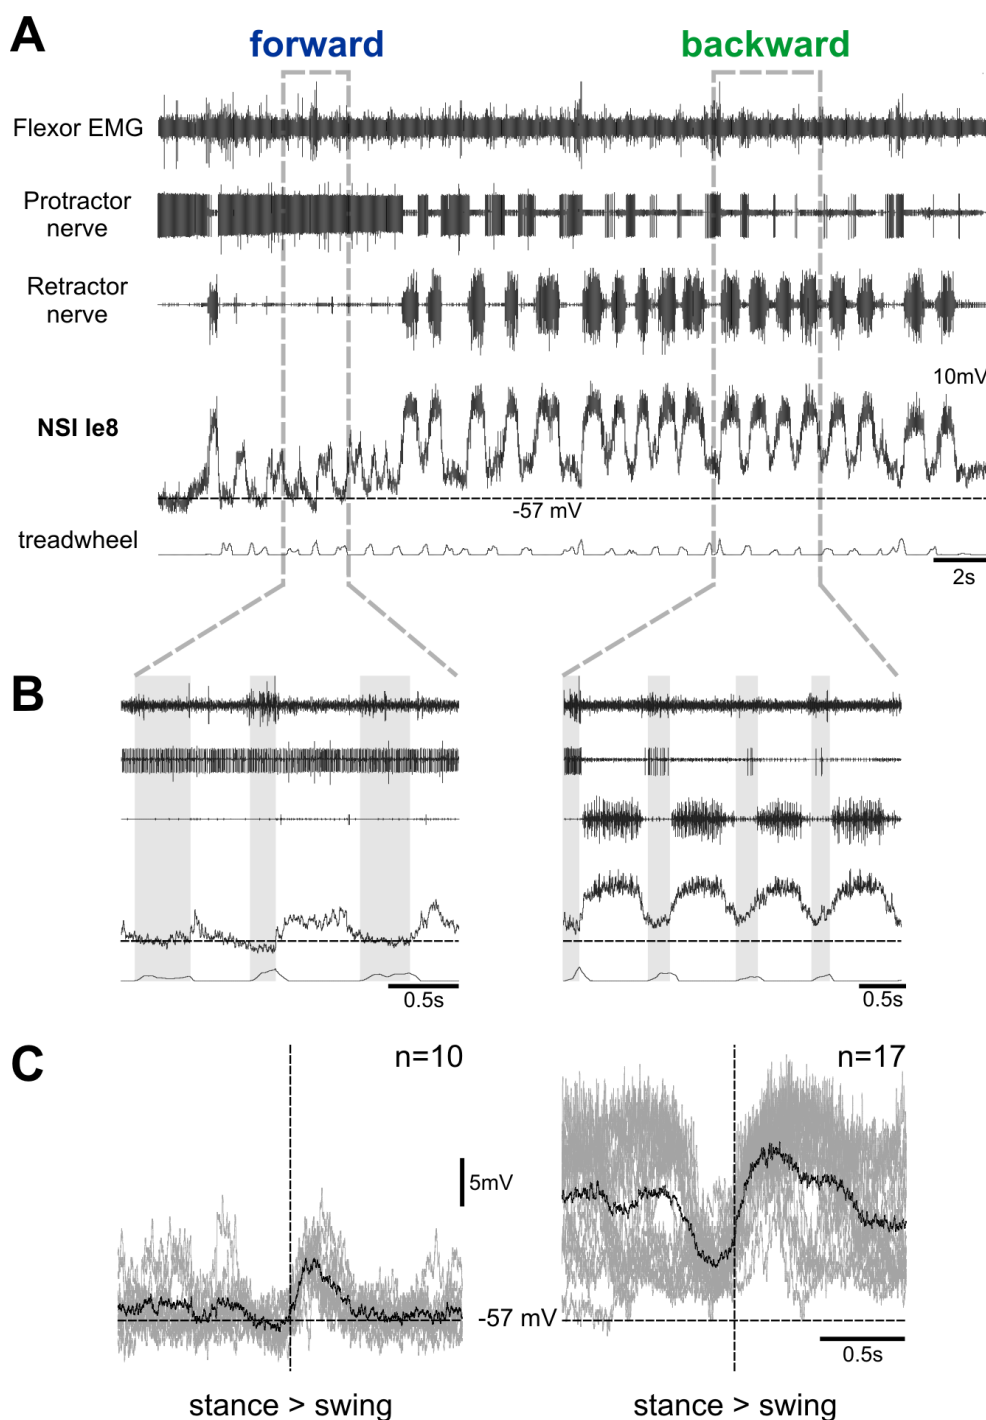 A
forward
backward
Flexor EMG
Protractor
nerve
Retractor
nerve
10mV
NSI Ie8
-57 mV
treadwheel
2s
B
0.5s
0.5s
C
n=10
n=17
5mV
-57 mV
0.5s
stance > swing
stance > swing